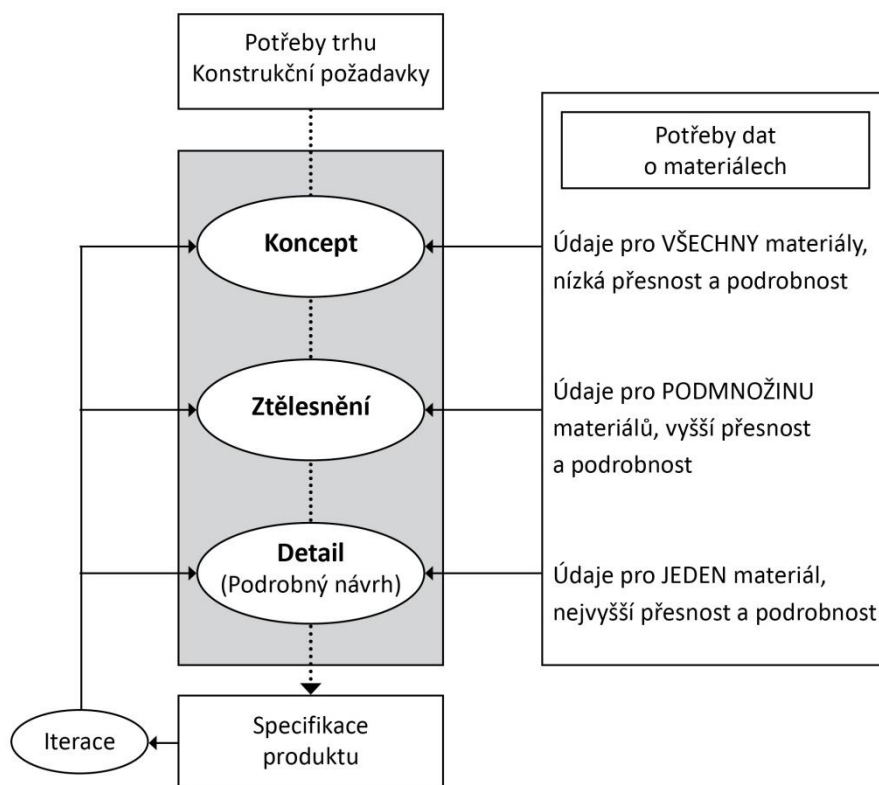 Potřeby trhu
Konstrukční požadavky
Potřeby dat
o materiálech
Koncept
Údaje pro VŠECHNY materiály,
nízká přesnost a podrobnost
Ztělesnění
Údaje pro PODMNOŽINU
materiálů, vyšší přesnost
a podrobnost
Detail
(Podrobný návrh)
Údaje pro JEDEN materiál,
nejvyšší přesnost a podrobnost
Iterace
Specifikace
produktu